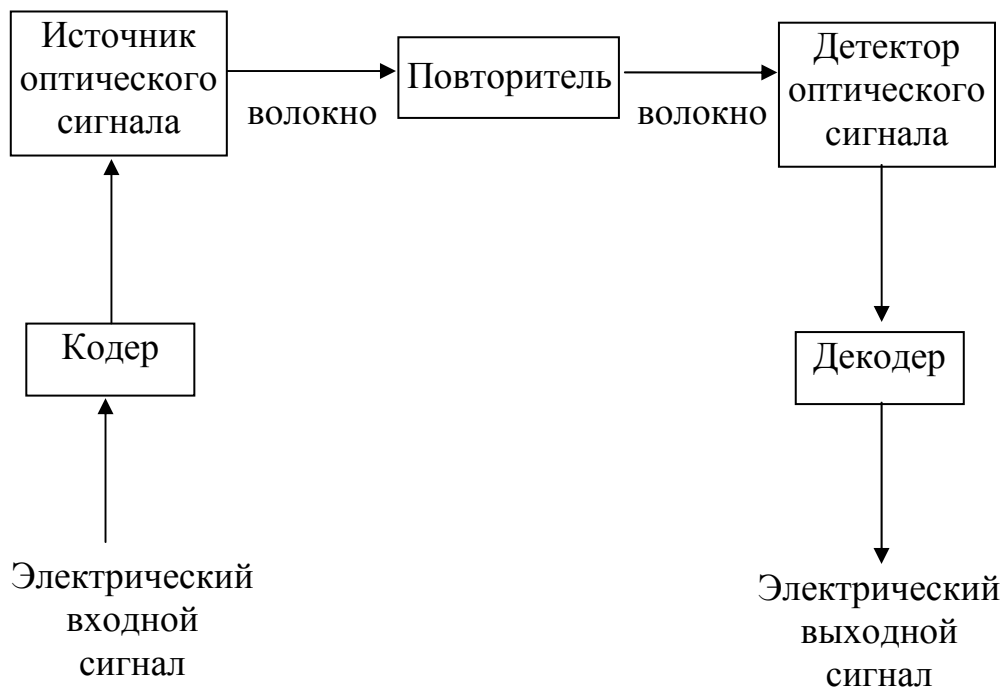 Источник
оптического
сигнала
волокно
Повторитель
волокно
Детектор
оптического
сигнала
Кодер
Декодер
Электрический
входной
сигнал
Электрический
выходной
сигнал